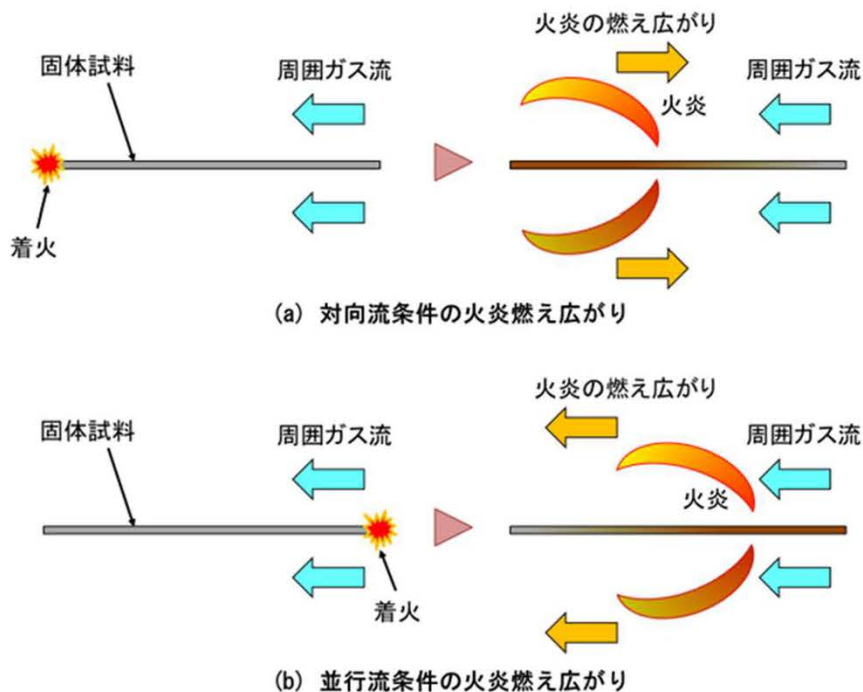 火炎の燃え広がり
固体試料
周囲ガス流
周囲ガス流
火炎
着火
(a) 対向流条件の火炎燃え広がり
火炎の燃え広がり
固体試料
周囲ガス流
周囲ガス流
火炎
着火
(b) 並行流条件の火炎燃え広がり